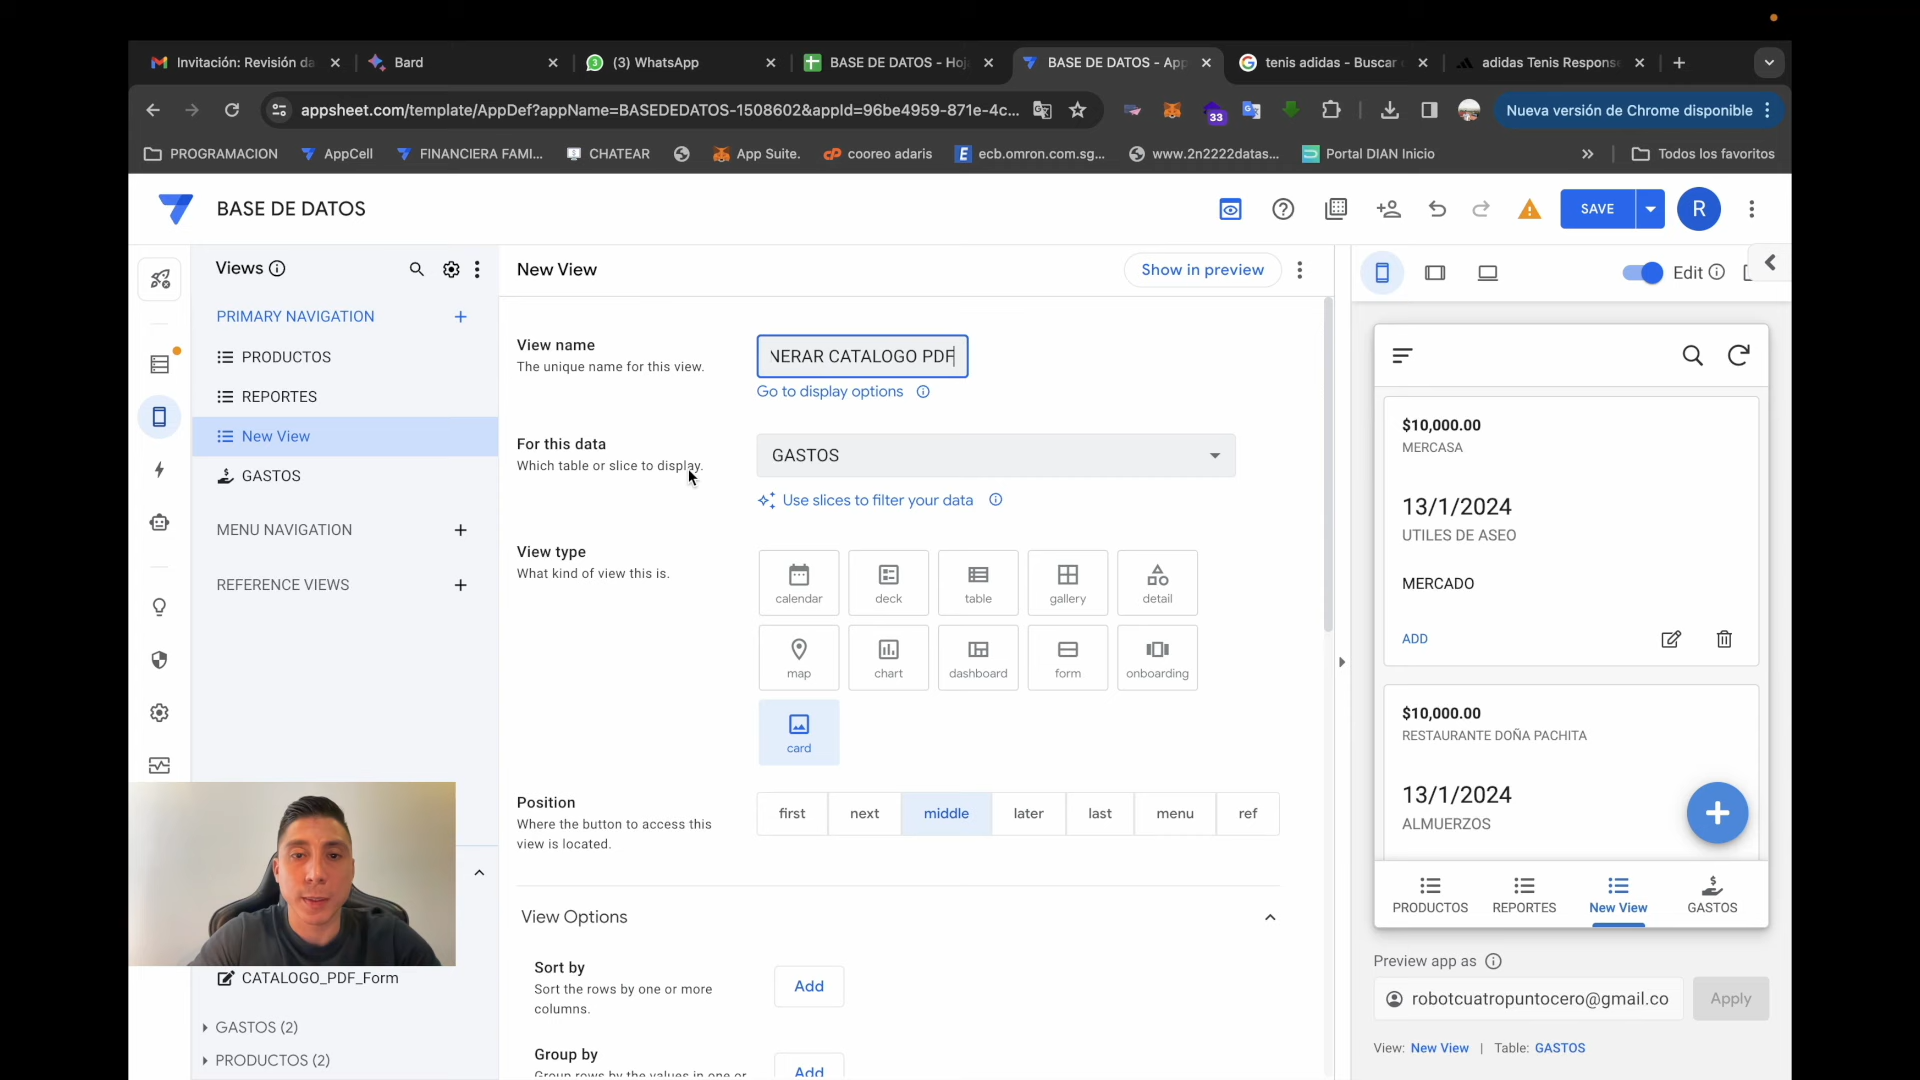 Invitación: Revisión da
Bard
(3) WhatsApp
BASE DE DATOS - Hoj
BASE DE DATOS - App
tenis adidas - Buscar
adidas Tenis Respons
appsheet.com/template/AppDef?appName=BASEDEDATOS-1508602&appId=96be4959-871e-4c...
33
Nueva versión de Chrome disponible
PROGRAMACION
AppCell
FINANCIERA FAMI...
CHATEAR
App Suite.
cooreo adaris
ecb.omron.com.sg...
www.2n2222datas...
Portal DIAN Inicio
»
Todos los favoritos
BASE DE DATOS
SAVE
R
Views
New View
Show in preview
Edit
PRIMARY NAVIGATION
PRODUCTOS
REPORTES
New View
GASTOS
MENU NAVIGATION
REFERENCE VIEWS
CATALOGO_PDF_Form
GASTOS (2)
PRODUCTOS (2)
View name
The unique name for this view.
NERAR CATALOGO PDF
Go to display options
For this data
Which table or slice to display.
GASTOS
Use slices to filter your data
View type
What kind of view this is.
calendar
deck
table
gallery
detail
map
chart
dashboard
form
onboarding
card
Position
Where the button to access this
view is located.
first
next
middle
later
last
menu
ref
View Options
Sort by
Sort the rows by one or more
columns.
Add
Group by
Group rows by the values in one or
Add
$10,000.00
MERCASA
13/1/2024
UTILES DE ASEO
MERCADO
ADD
$10,000.00
RESTAURANTE DOÑA PACHITA
13/1/2024
ALMUERZOS
PRODUCTOS
REPORTES
New View
GASTOS
Preview app as
robotcuatropuntocero@gmail.co
Apply
View: New View | Table: GASTOS